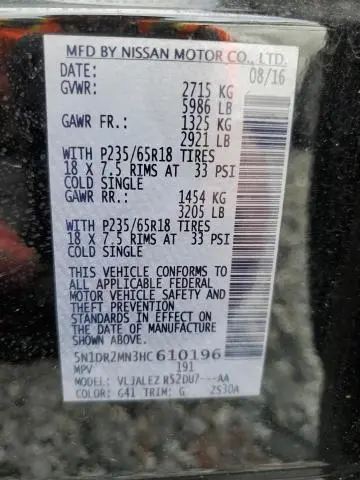 MFD BY NISSAN MOTOR CO., LTD.
DATE: 08/16
GVWR: 2715 KG
5986 LB
GAWR FR.: 1325 KG
2921 LB
WITH P235/65R18 TIRES
18 X 7.5 RIMS AT 33 PSI
COLD SINGLE
GAWR RR.: 1454 KG
3205 LB
WITH P235/65R18 TIRES
18 X 7.5 RIMS AT 33 PSI
COLD SINGLE
THIS VEHICLE CONFORMS TO
ALL APPLICABLE FEDERAL
MOTOR VEHICLE SAFETY AND
AND THEFT PREVENTION
STANDARDS IN EFFECT ON
DATE OF MFR. SHOWN ABOVE
5N1DR2MN3HC610196
MPV 191
MODEL: VLJALEZ R52DU7---AA
COLOR: G41 TRIM: G 2S30A